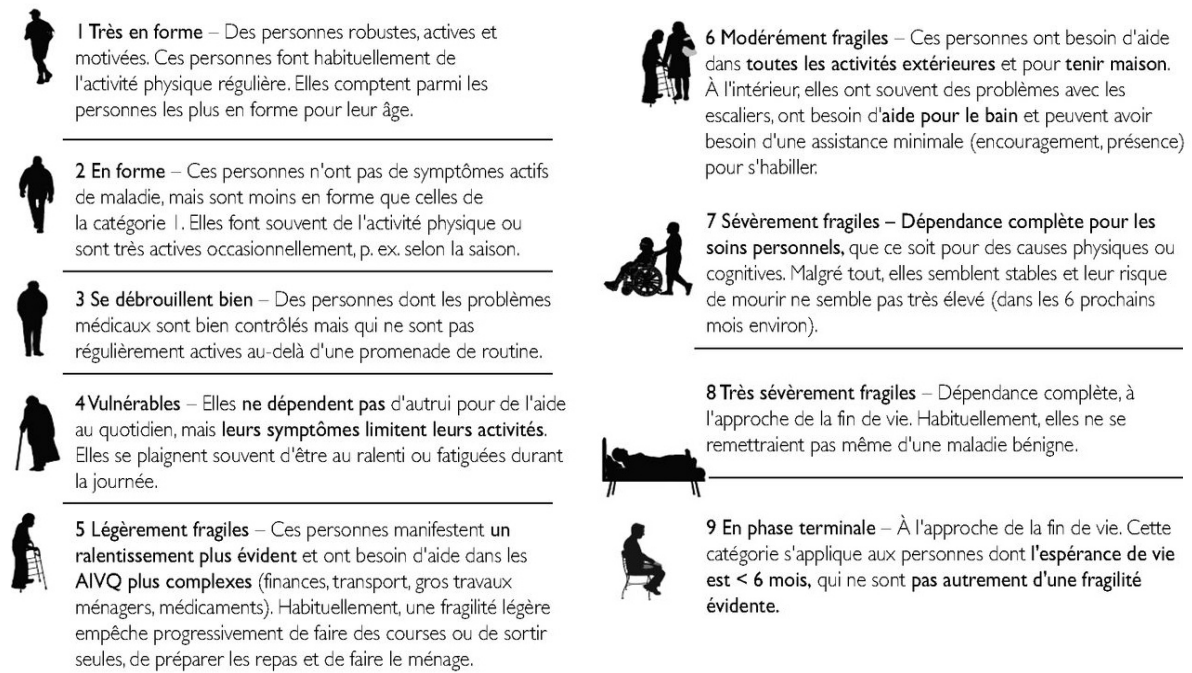 1 Très en forme – Des personnes robustes, actives et
motivées. Ces personnes font habituellement de
l'activité physique régulière. Elles comptent parmi les
personnes les plus en forme pour leur âge.
2 En forme – Ces personnes n'ont pas de symptômes actifs
de maladie, mais sont moins en forme que celles de
la catégorie 1. Elles font souvent de l'activité physique ou
sont très actives occasionnellement, p. ex. selon la saison.
3 Se débrouillent bien – Des personnes dont les problèmes
médicaux sont bien contrôlés mais qui ne sont pas
régulièrement actives au-delà d'une promenade de routine.
4 Vulnérables – Elles ne dépendent pas d'autrui pour de l'aide
au quotidien, mais leurs symptômes limitent leurs activités.
Elles se plaignent souvent d'être au ralenti ou fatiguées durant
la journée.
5 Légèrement fragiles – Ces personnes manifestent un
ralentissement plus évident et ont besoin d'aide dans les
AIVQ plus complexes (finances, transport, gros travaux
ménagers, médicaments). Habituellement, une fragilité légère
empêche progressivement de faire des courses ou de sortir
seules, de préparer les repas et de faire le ménage.
6 Modérément fragiles – Ces personnes ont besoin d'aide
dans toutes les activités extérieures et pour tenir maison.
À l'intérieur, elles ont souvent des problèmes avec les
escaliers, ont besoin d'aide pour le bain et peuvent avoir
besoin d'une assistance minimale (encouragement, présence)
pour s'habiller.
7 Sévèrement fragiles – Dépendance complète pour les
soins personnels, que ce soit pour des causes physiques ou
cognitives. Malgré tout, elles semblent stables et leur risque
de mourir ne semble pas très élevé (dans les 6 prochains
mois environ).
8 Très sévèrement fragiles – Dépendance complète, à
l'approche de la fin de vie. Habituellement, elles ne se
remettraient pas même d'une maladie bénigne.
9 En phase terminale – À l'approche de la fin de vie. Cette
catégorie s'applique aux personnes dont l'espérance de vie
est < 6 mois, qui ne sont pas autrement d'une fragilité
évidente.